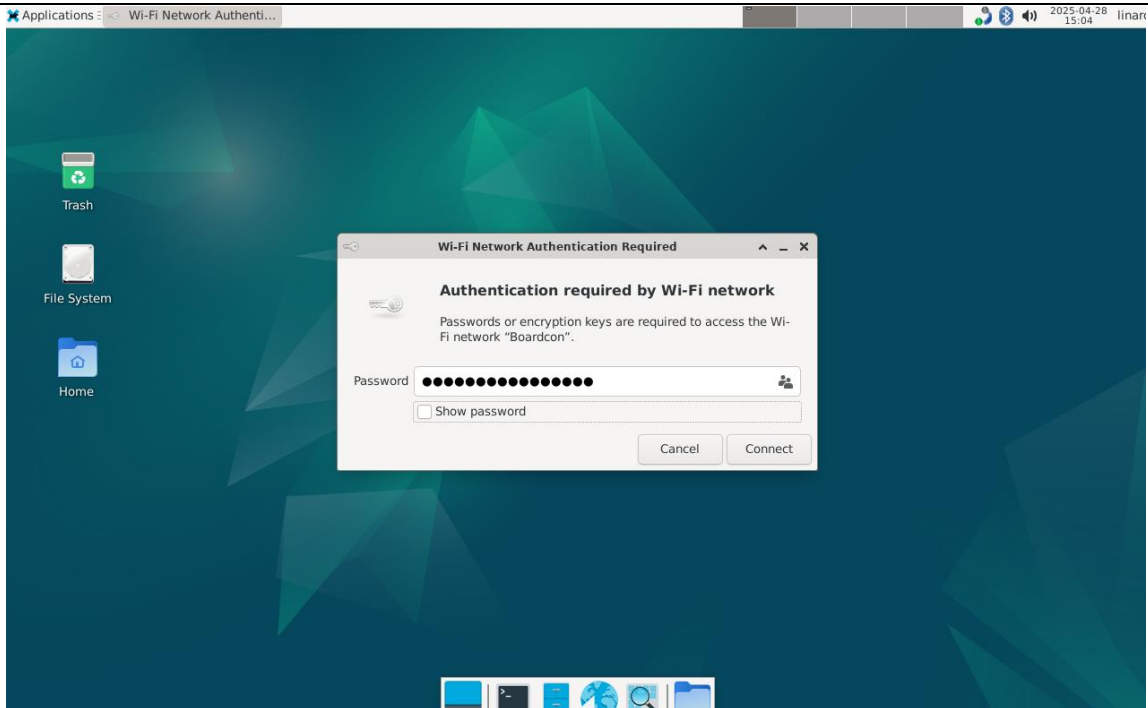 Applications
Wi-Fi Network Authenti...
2025-04-28
15:04
linaro
Trash
File System
Home
Wi-Fi Network Authentication Required
Authentication required by Wi-Fi network
Passwords or encryption keys are required to access the Wi-
Fi network “Boardcon”.
Password ●●●●●●●●●●●●●●●●
Show password
Cancel
Connect